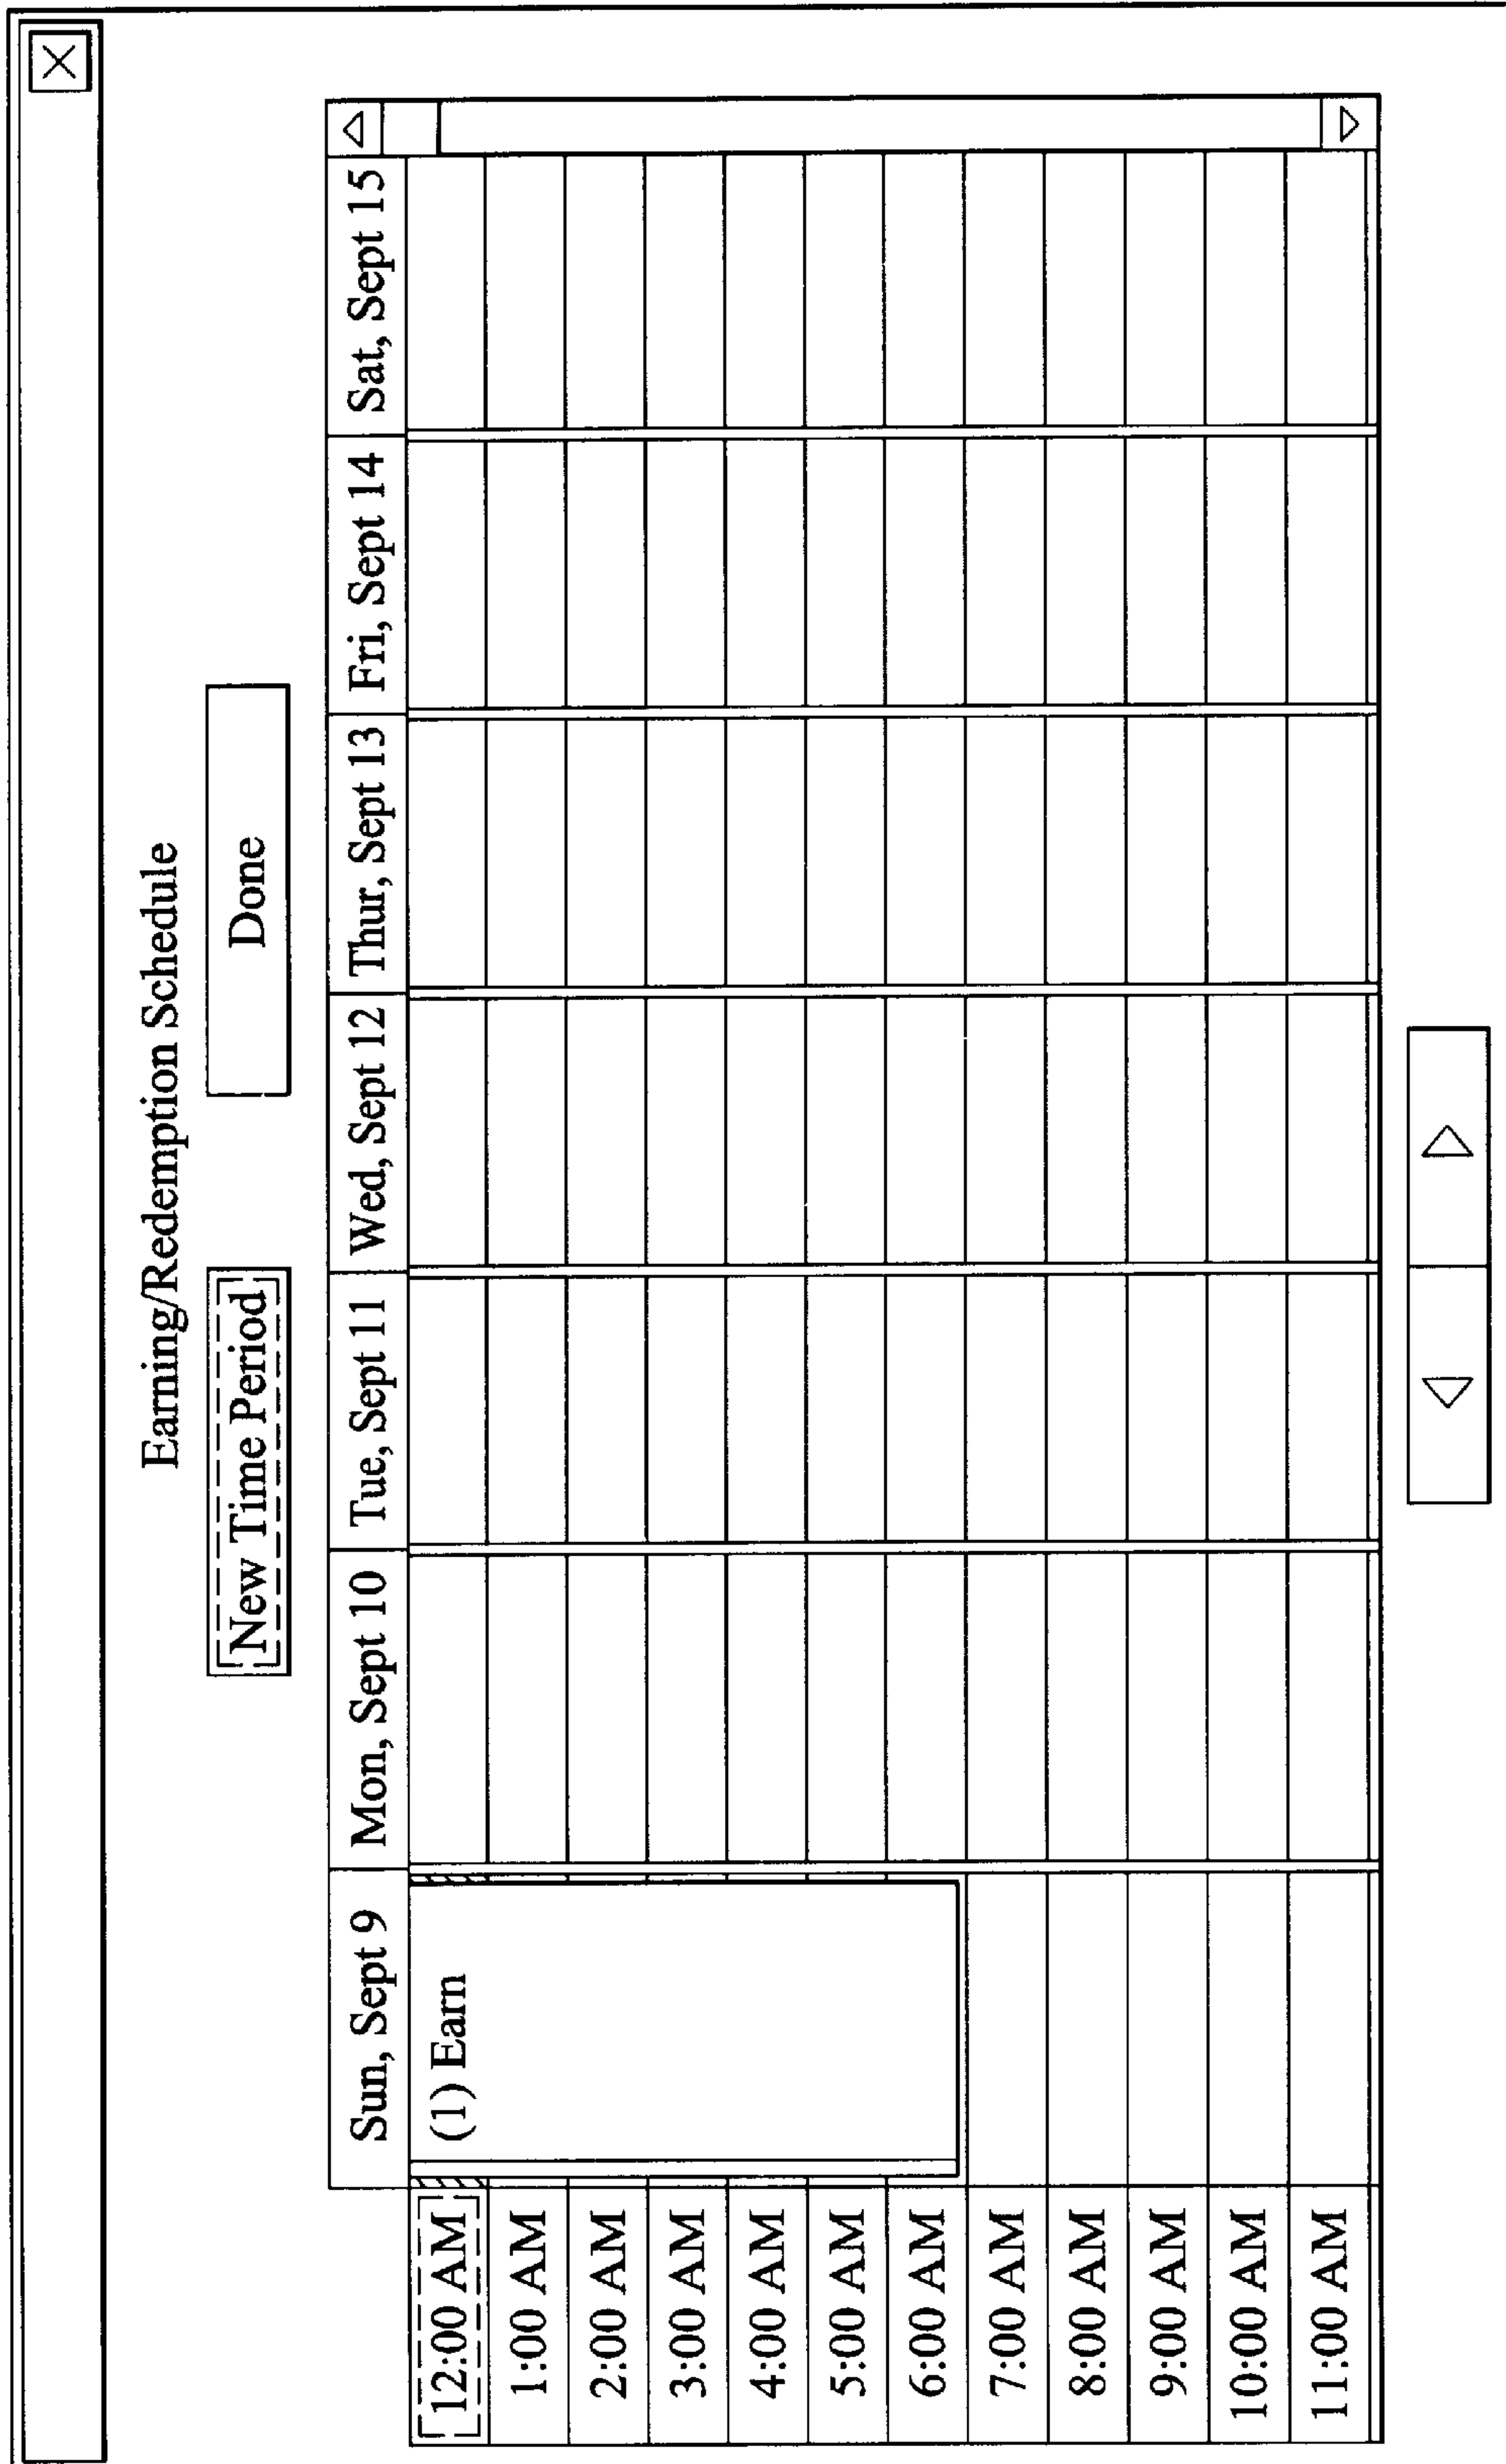 Earning/Redemption Schedule
New Time Period Done
Sun, Sept 9 Mon, Sept 10 Tue, Sept 11 Wed, Sept 12 Thur, Sept 13 Fri, Sept 14 Sat, Sept 15
12:00 AM (1) Earn
1:00 AM
2:00 AM
3:00 AM
4:00 AM
5:00 AM
6:00 AM
7:00 AM
8:00 AM
9:00 AM
10:00 AM
11:00 AM